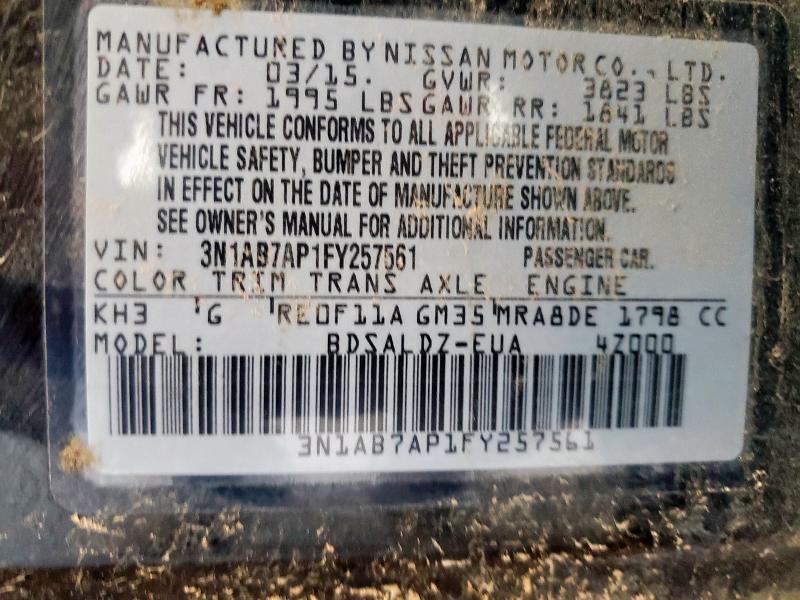 MANUFACTURED BY NISSAN MOTOR CO., LTD.
DATE: 03/15. GVWR: 3823 LBS
GAWR FR: 1995 LBS GAWR RR: 1841 LBS
THIS VEHICLE CONFORMS TO ALL APPLICABLE FEDERAL MOTOR
VEHICLE SAFETY, BUMPER AND THEFT PREVENTION STANDARDS
IN EFFECT ON THE DATE OF MANUFACTURE SHOWN ABOVE.
SEE OWNER'S MANUAL FOR ADDITIONAL INFORMATION.
VIN: 3N1AB7AP1FY257561 PASSENGER CAR.
COLOR TRIM TRANS AXLE ENGINE
KH3 G RE0F11A GM35 MRA8DE 1798 CC
MODEL: BDSALDZ-EUA 4Z000
3N1AB7AP1FY257561